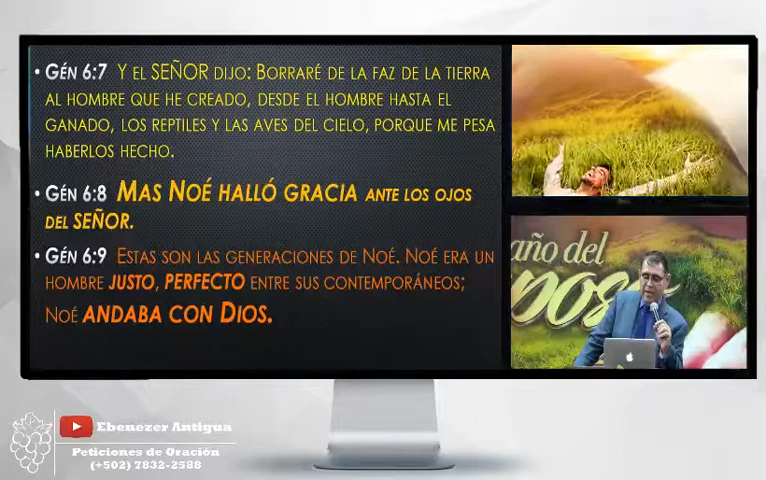 • Gén 6:7 Y el SEÑOR dijo: Borraré de la faz de la tierra
al hombre que he creado, desde el hombre hasta el
ganado, los reptiles y las aves del cielo, porque me pesa
haberlos hecho.
• Gén 6:8 Mas Noé halló gracia ante los ojos
del SEÑOR.
• Gén 6:9 Estas son las generaciones de Noé. Noé era un
hombre justo, perfecto entre sus contemporáneos;
Noé andaba con Dios.
año del
Ebenezer Antigua
Peticiones de Oración
(+502) 7832-2588